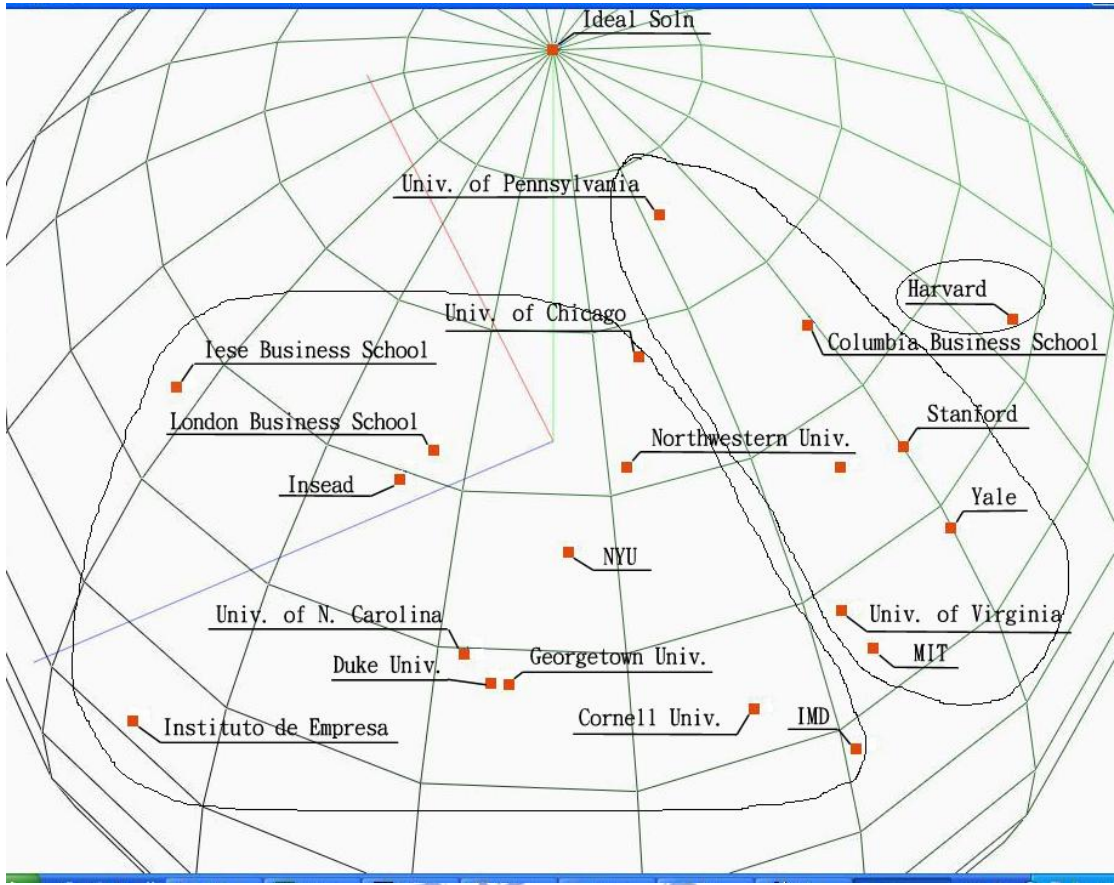 Ideal Soln
Univ. of Pennsylvania
Harvard
Univ. of Chicago
Columbia Business School
Iese Business School
London Business School
Stanford
Northwestern Univ.
Insead
Yale
NYU
Univ. of N. Carolina
Univ. of Virginia
Duke Univ.
Georgetown Univ.
MIT
Cornell Univ.
IMD
Instituto de Empresa